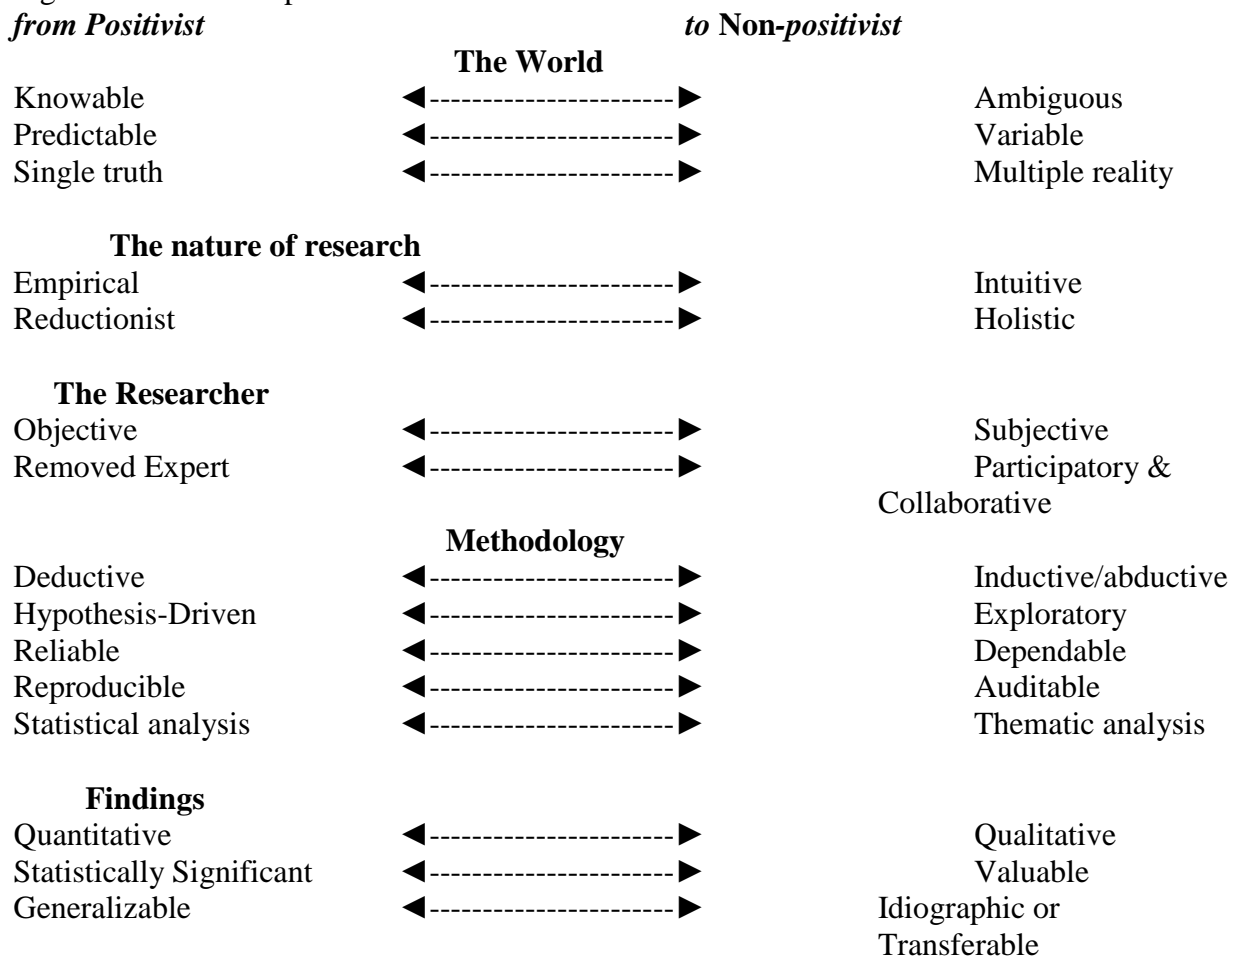 from Positivist to Non-positivist
The World
Knowable ◄-----------------------► Ambiguous
Predictable ◄-----------------------► Variable
Single truth ◄-----------------------► Multiple reality
The nature of research
Empirical ◄-----------------------► Intuitive
Reductionist ◄-----------------------► Holistic
The Researcher
Objective ◄-----------------------► Subjective
Removed Expert ◄-----------------------► Participatory &
Collaborative
Methodology
Deductive ◄-----------------------► Inductive/abductive
Hypothesis-Driven ◄-----------------------► Exploratory
Reliable ◄-----------------------► Dependable
Reproducible ◄-----------------------► Auditable
Statistical analysis ◄-----------------------► Thematic analysis
Findings
Quantitative ◄-----------------------► Qualitative
Statistically Significant ◄-----------------------► Valuable
Generalizable ◄-----------------------► Idiographic or
Transferable